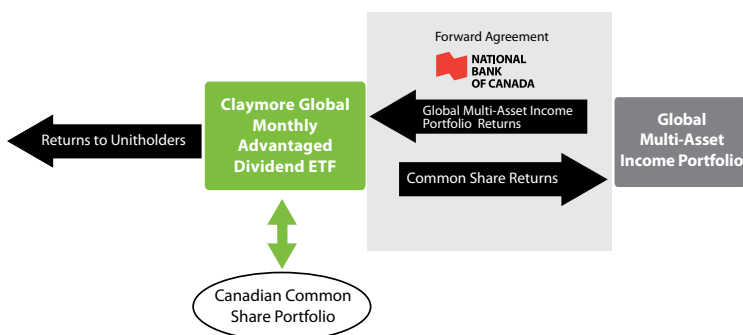 Forward Agreement
NATIONAL
BANK
OF CANADA
Claymore Global
Monthly
Advantaged
Dividend ETF
Global Multi-Asset Income
Portfolio Returns
Global
Multi-Asset
Income Portfolio
Returns to Unitholders
Common Share Returns
Canadian Common
Share Portfolio